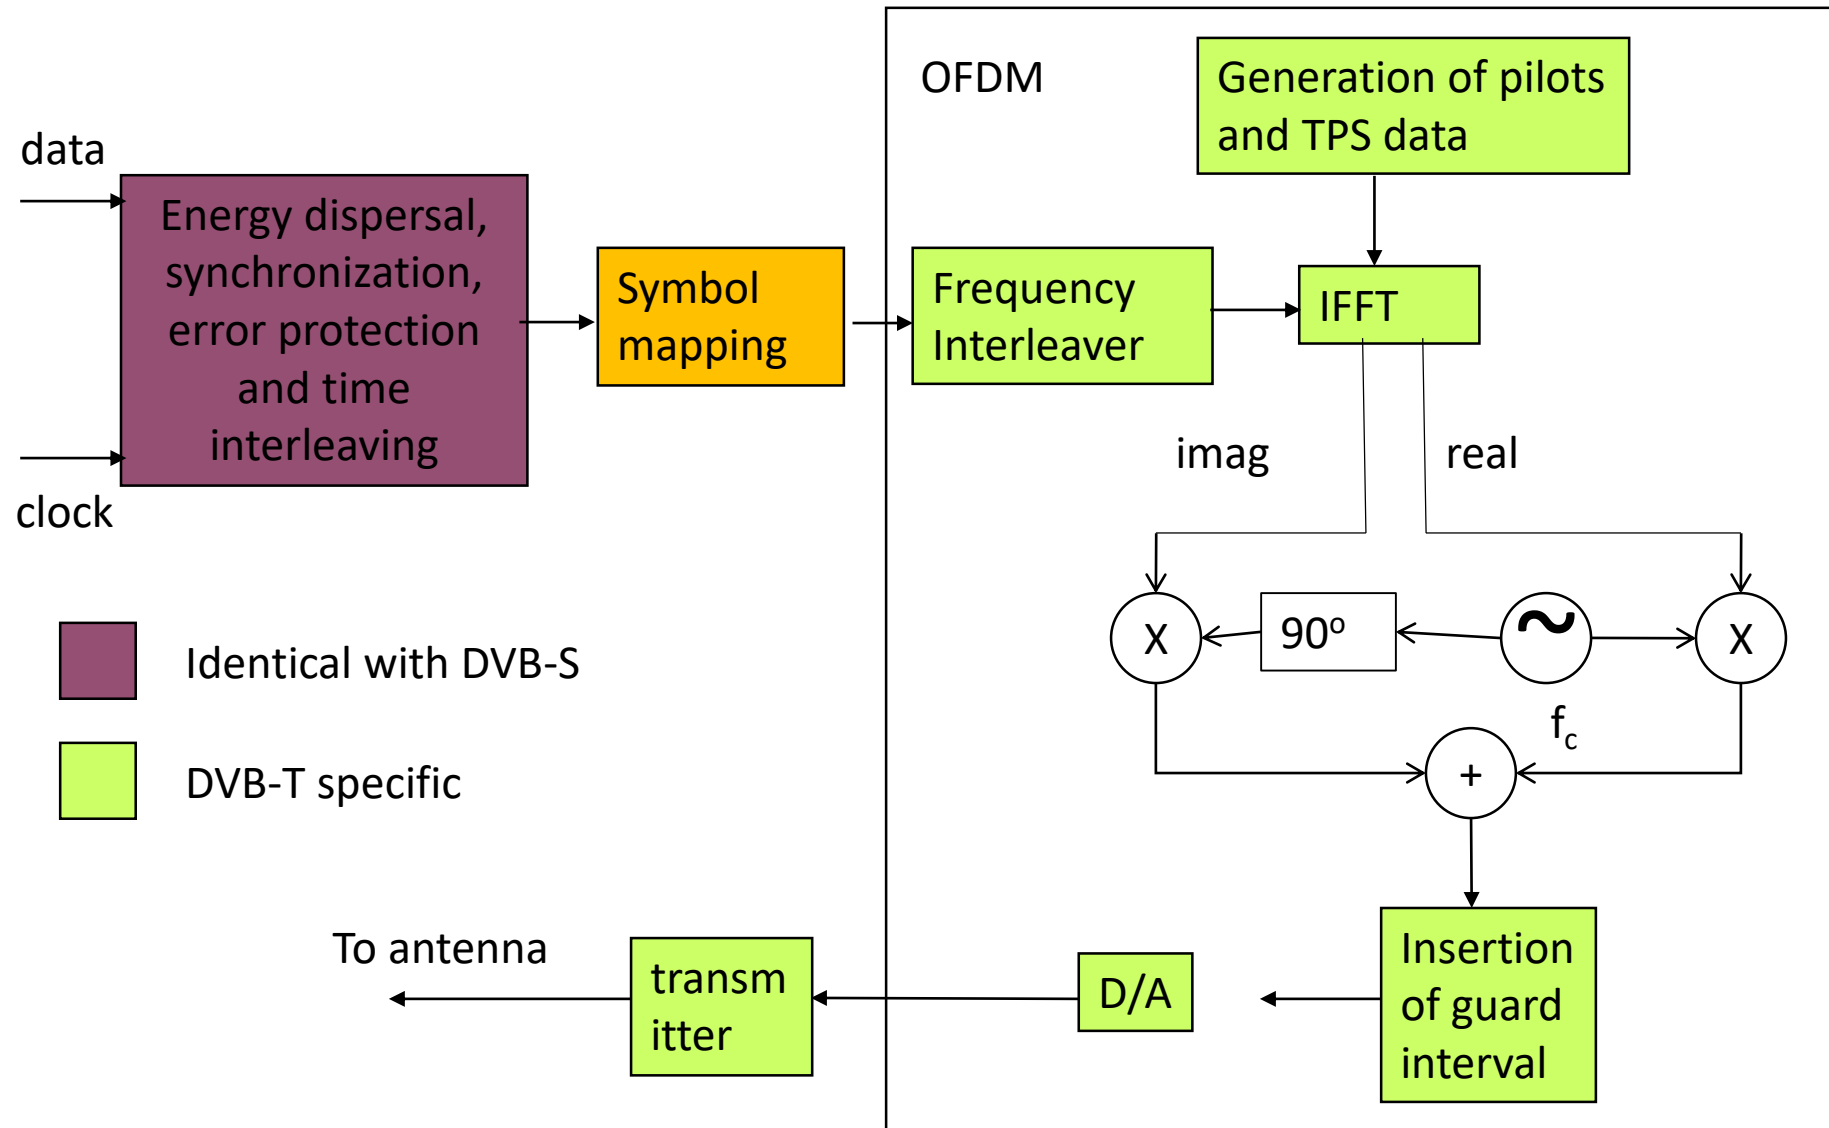 OFDM
Generation of pilots
and TPS data
data
Energy dispersal,
synchronization,
error protection
and time
interleaving
clock
Symbol
mapping
Frequency
Interleaver
IFFT
imag
real
X
90o
~
X
fc
+
Identical with DVB-S
DVB-T specific
To antenna
transm
itter
D/A
Insertion
of guard
interval